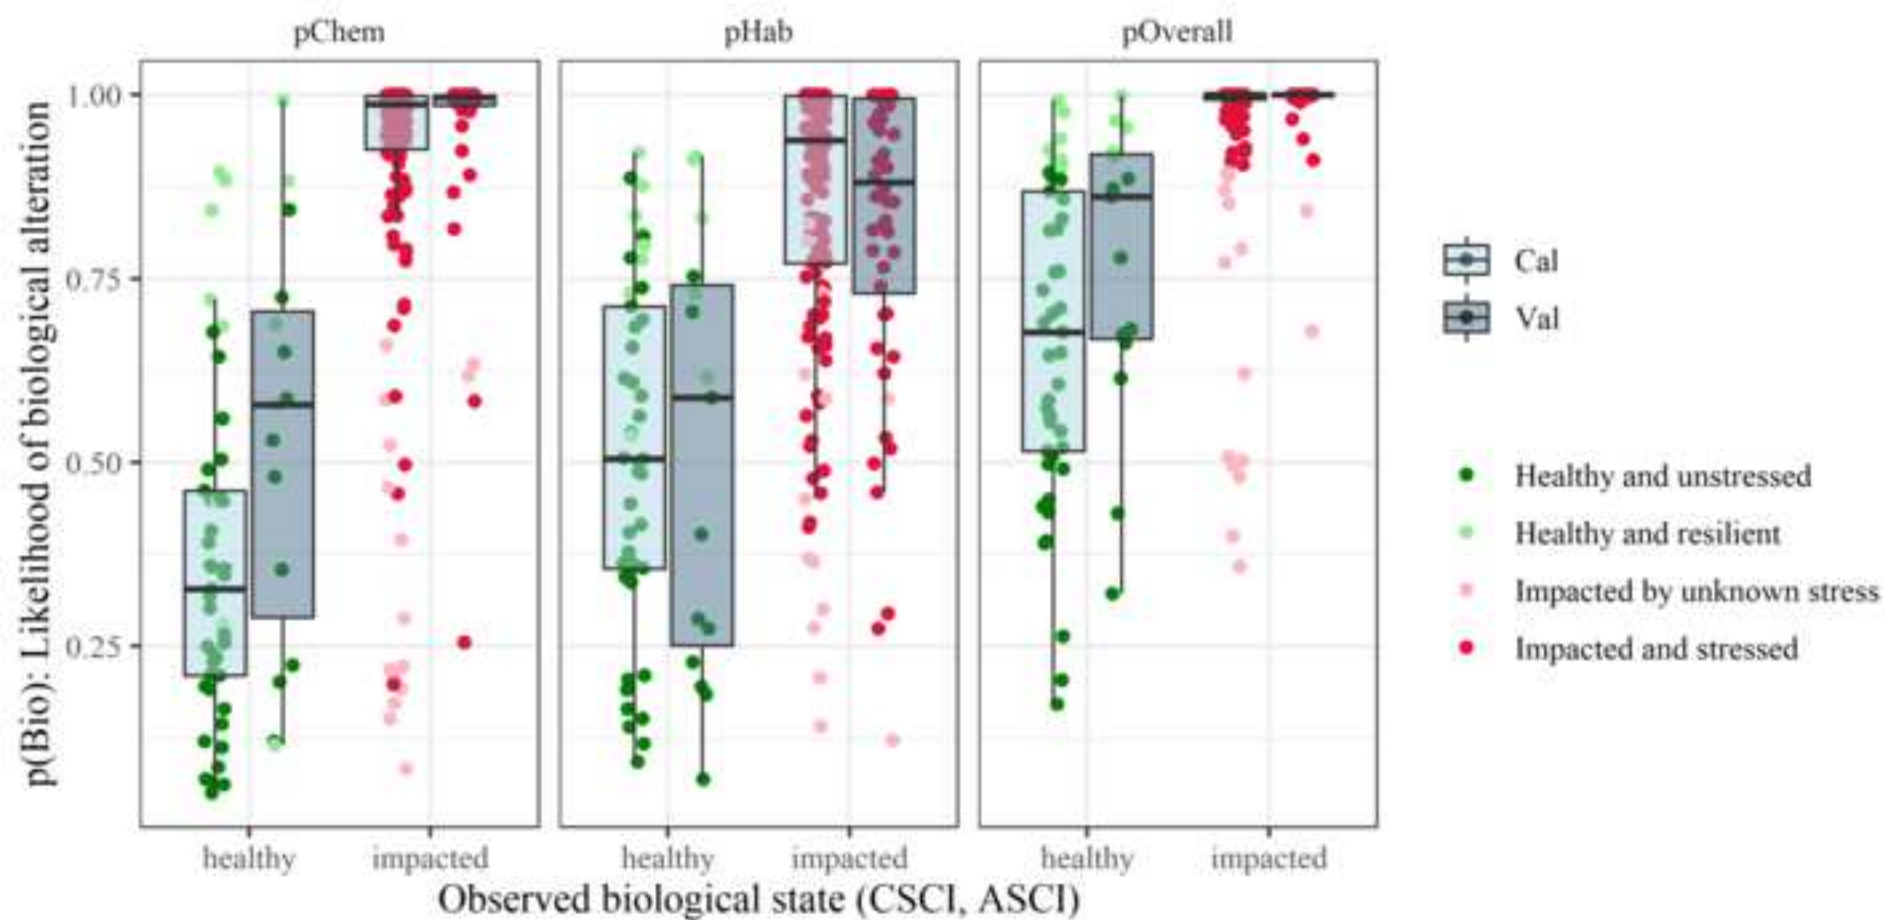 pChem
pHab
pOverall
p(Bio): Likelihood of biological alteration
1.00
0.75
0.50
0.25
healthy
impacted
healthy
impacted
healthy
impacted
Observed biological state (CSCI, ASCI)
Cal
Val
Healthy and unstressed
Healthy and resilient
Impacted by unknown stress
Impacted and stressed